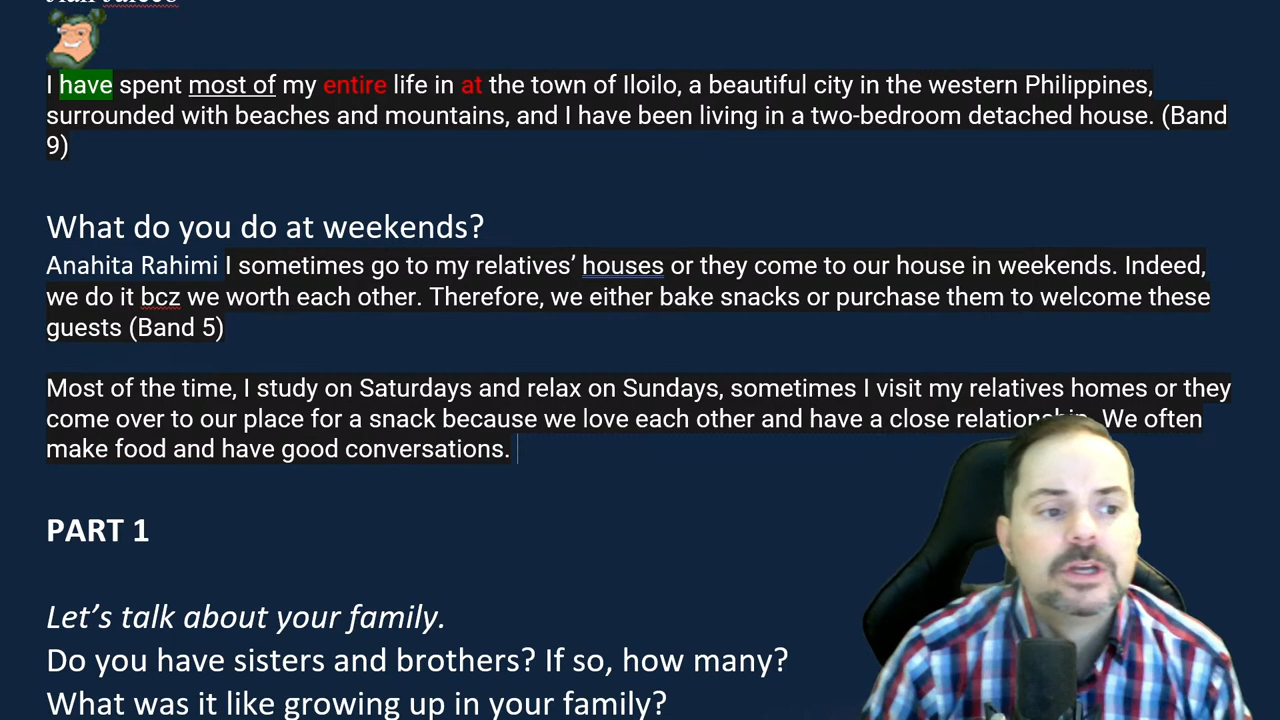 I have spent most of my entire life in at the town of Iloilo, a beautiful city in the western Philippines,
surrounded with beaches and mountains, and I have been living in a two-bedroom detached house. (Band
9)
What do you do at weekends?
Anahita Rahimi I sometimes go to my relatives’ houses or they come to our house in weekends. Indeed,
we do it bcz we worth each other. Therefore, we either bake snacks or purchase them to welcome these
guests (Band 5)
Most of the time, I study on Saturdays and relax on Sundays, sometimes I visit my relatives homes or they
come over to our place for a snack because we love each other and have a close relationship. We often
make food and have good conversations.
PART 1
Let’s talk about your family.
Do you have sisters and brothers? If so, how many?
What was it like growing up in your family?